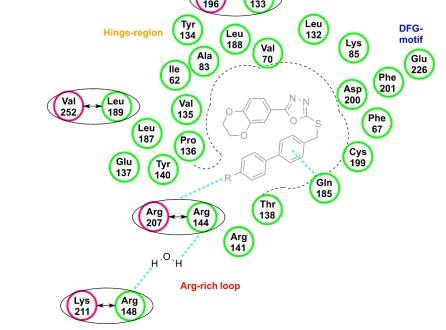 196 133
Hinge-region
Tyr 134
Leu 188
Val 70
Leu 132
Lys 85
DFG-motif
Glu 226
Ala 83
Ile 62
Phe 201
Asp 200
Val 252
Leu 189
Val 135
Phe 67
O
O
N
N
O
S
Leu 187
Pro 136
Cys 199
Glu 137
Tyr 140
R
Gln 185
Arg 207
Arg 144
Thr 138
Arg 141
H O H
Arg-rich loop
Lys 211
Arg 148